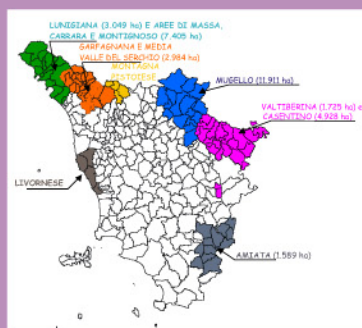 LUNIGIANA (3.049 ha) E AREE DI MASSA,
CARRARA E MONTIGNOSO (7.405 ha)
GARFAGNANA E MEDIA
VALLE DEL SERCHIO (2.984 ha)
MONTAGNA
PISTOIESE
MUGELLO (11.911 ha)
VALTIBERINA (1.725 ha) e
CASENTINO (4.928 ha)
LIVORNESE
AMIATA (1.589 ha)